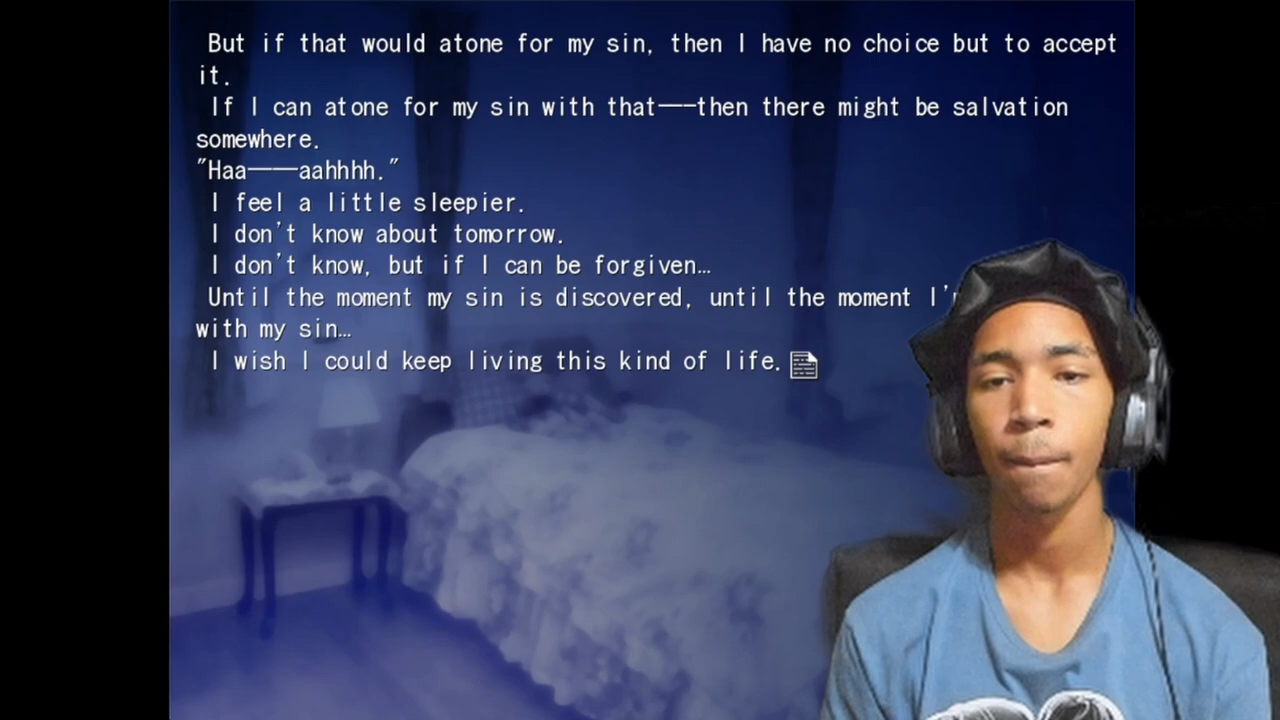 But if that would atone for my sin, then I have no choice but to accept
it.
If I can atone for my sin with that——then there might be salvation
somewhere.
"Haa——aahhhh."
I feel a little sleepier.
I don't know about tomorrow.
I don't know, but if I can be forgiven…
Until the moment my sin is discovered, until the moment
with my sin…
I wish I could keep living this kind of life.